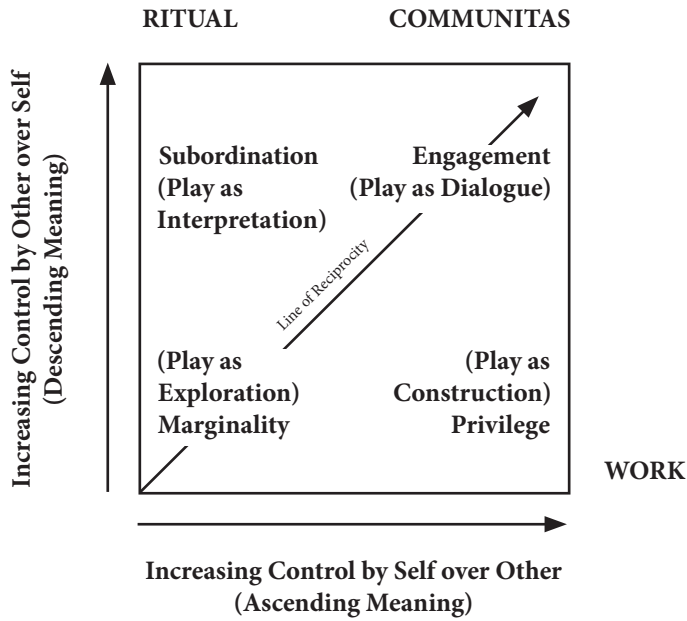 RITUAL
COMMUNITAS
Increasing Control by Other over Self
(Descending Meaning)
Subordination
(Play as
Interpretation)
Engagement
(Play as Dialogue)
Line of Reciprocity
(Play as
Exploration)
Marginality
(Play as
Construction)
Privilege
WORK
Increasing Control by Self over Other
(Ascending Meaning)